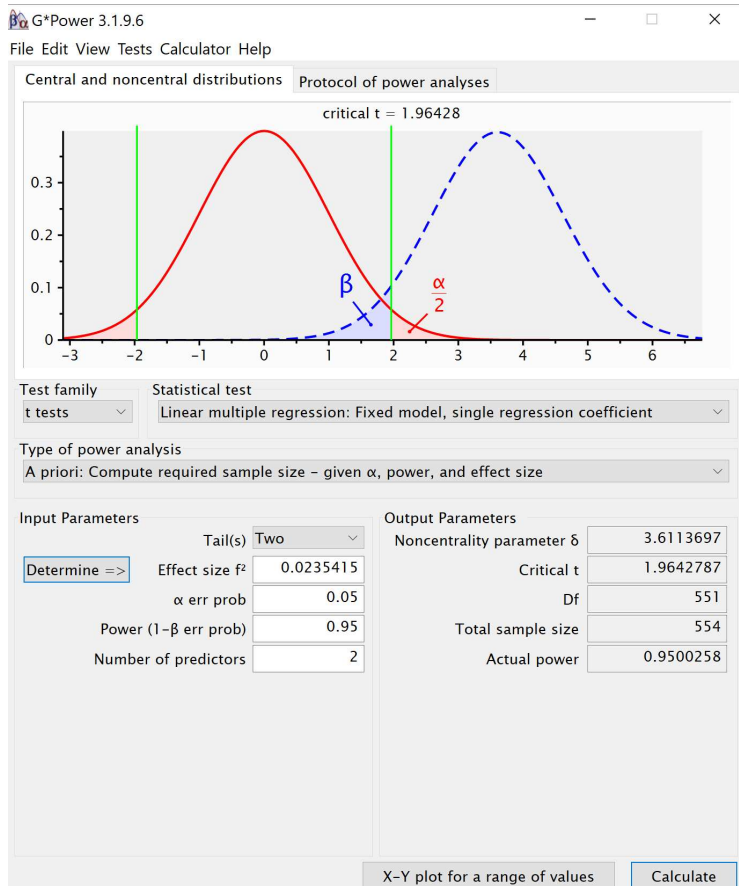 βα G*Power 3.1.9.6
File Edit View Tests Calculator Help
Central and noncentral distributions Protocol of power analyses
critical t = 1.96428
0.3
0.2
0.1
0
β
α
2
-3 -2 -1 0 1 2 3 4 5 6
Test family Statistical test
t tests Linear multiple regression: Fixed model, single regression coefficient
Type of power analysis
A priori: Compute required sample size – given α, power, and effect size
Input Parameters Output Parameters
Tail(s) Two Noncentrality parameter δ 3.6113697
Determine => Effect size f² 0.0235415 Critical t 1.9642787
α err prob 0.05 Df 551
Power (1-β err prob) 0.95 Total sample size 554
Number of predictors 2 Actual power 0.9500258
X-Y plot for a range of values Calculate